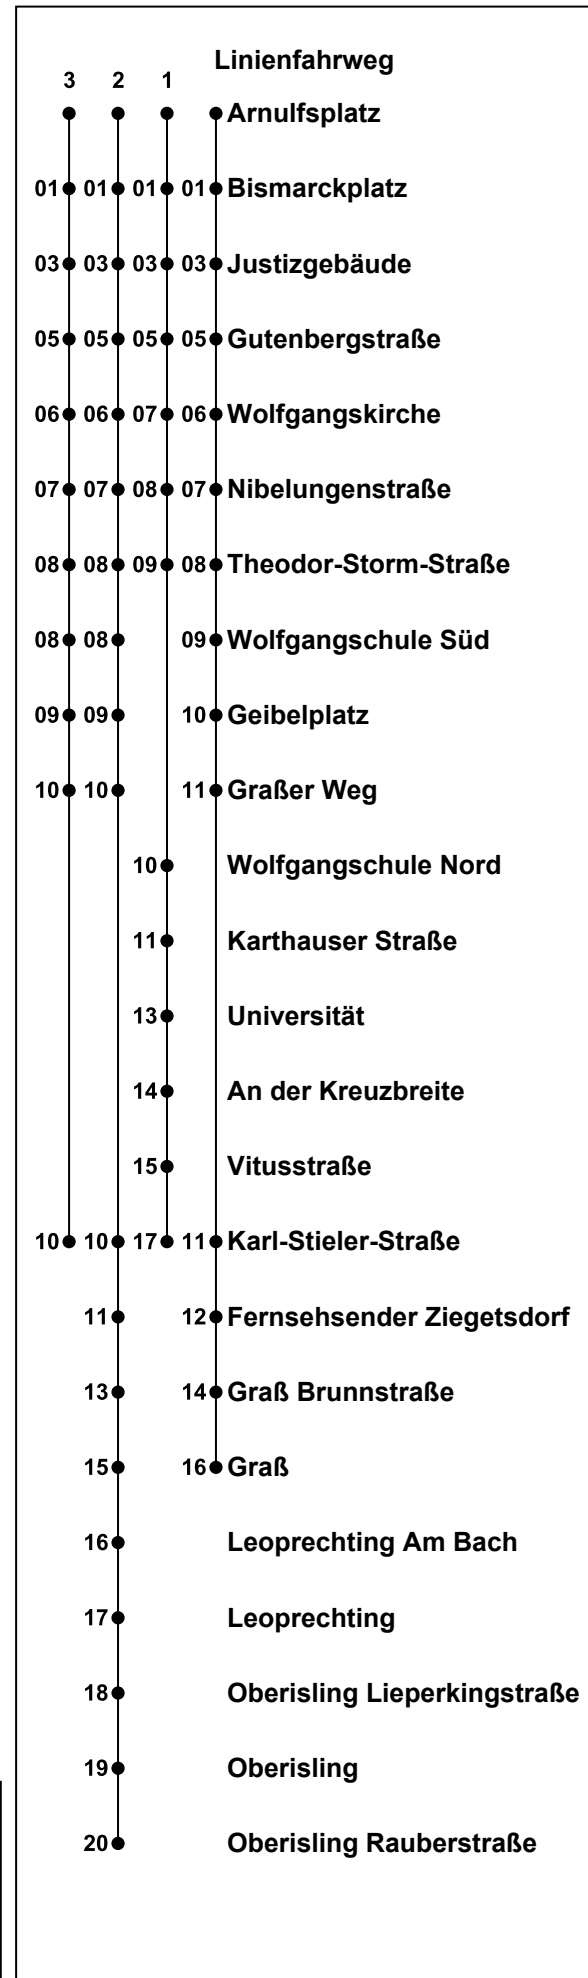 Linienfahrweg
3 2 1
Arnulfsplatz
01 01 01 01 Bismarckplatz
03 03 03 03 Justizgebäude
05 05 05 05 Gutenbergstraße
06 06 07 06 Wolfgangskirche
07 07 08 07 Nibelungenstraße
08 08 09 08 Theodor-Storm-Straße
08 08 09 Wolfgangschule Süd
09 09 10 Geibelplatz
10 10 11 Graßer Weg
10 Wolfgangschule Nord
11 Karthauser Straße
13 Universität
14 An der Kreuzbreite
15 Vitusstraße
10 10 17 11 Karl-Stieler-Straße
11 12 Fernsehsender Ziegetsdorf
13 14 Graß Brunnstraße
15 16 Graß
16 Leoprechting Am Bach
17 Leoprechting
18 Oberisling Lieperkingstraße
19 Oberisling
20 Oberisling Rauberstraße